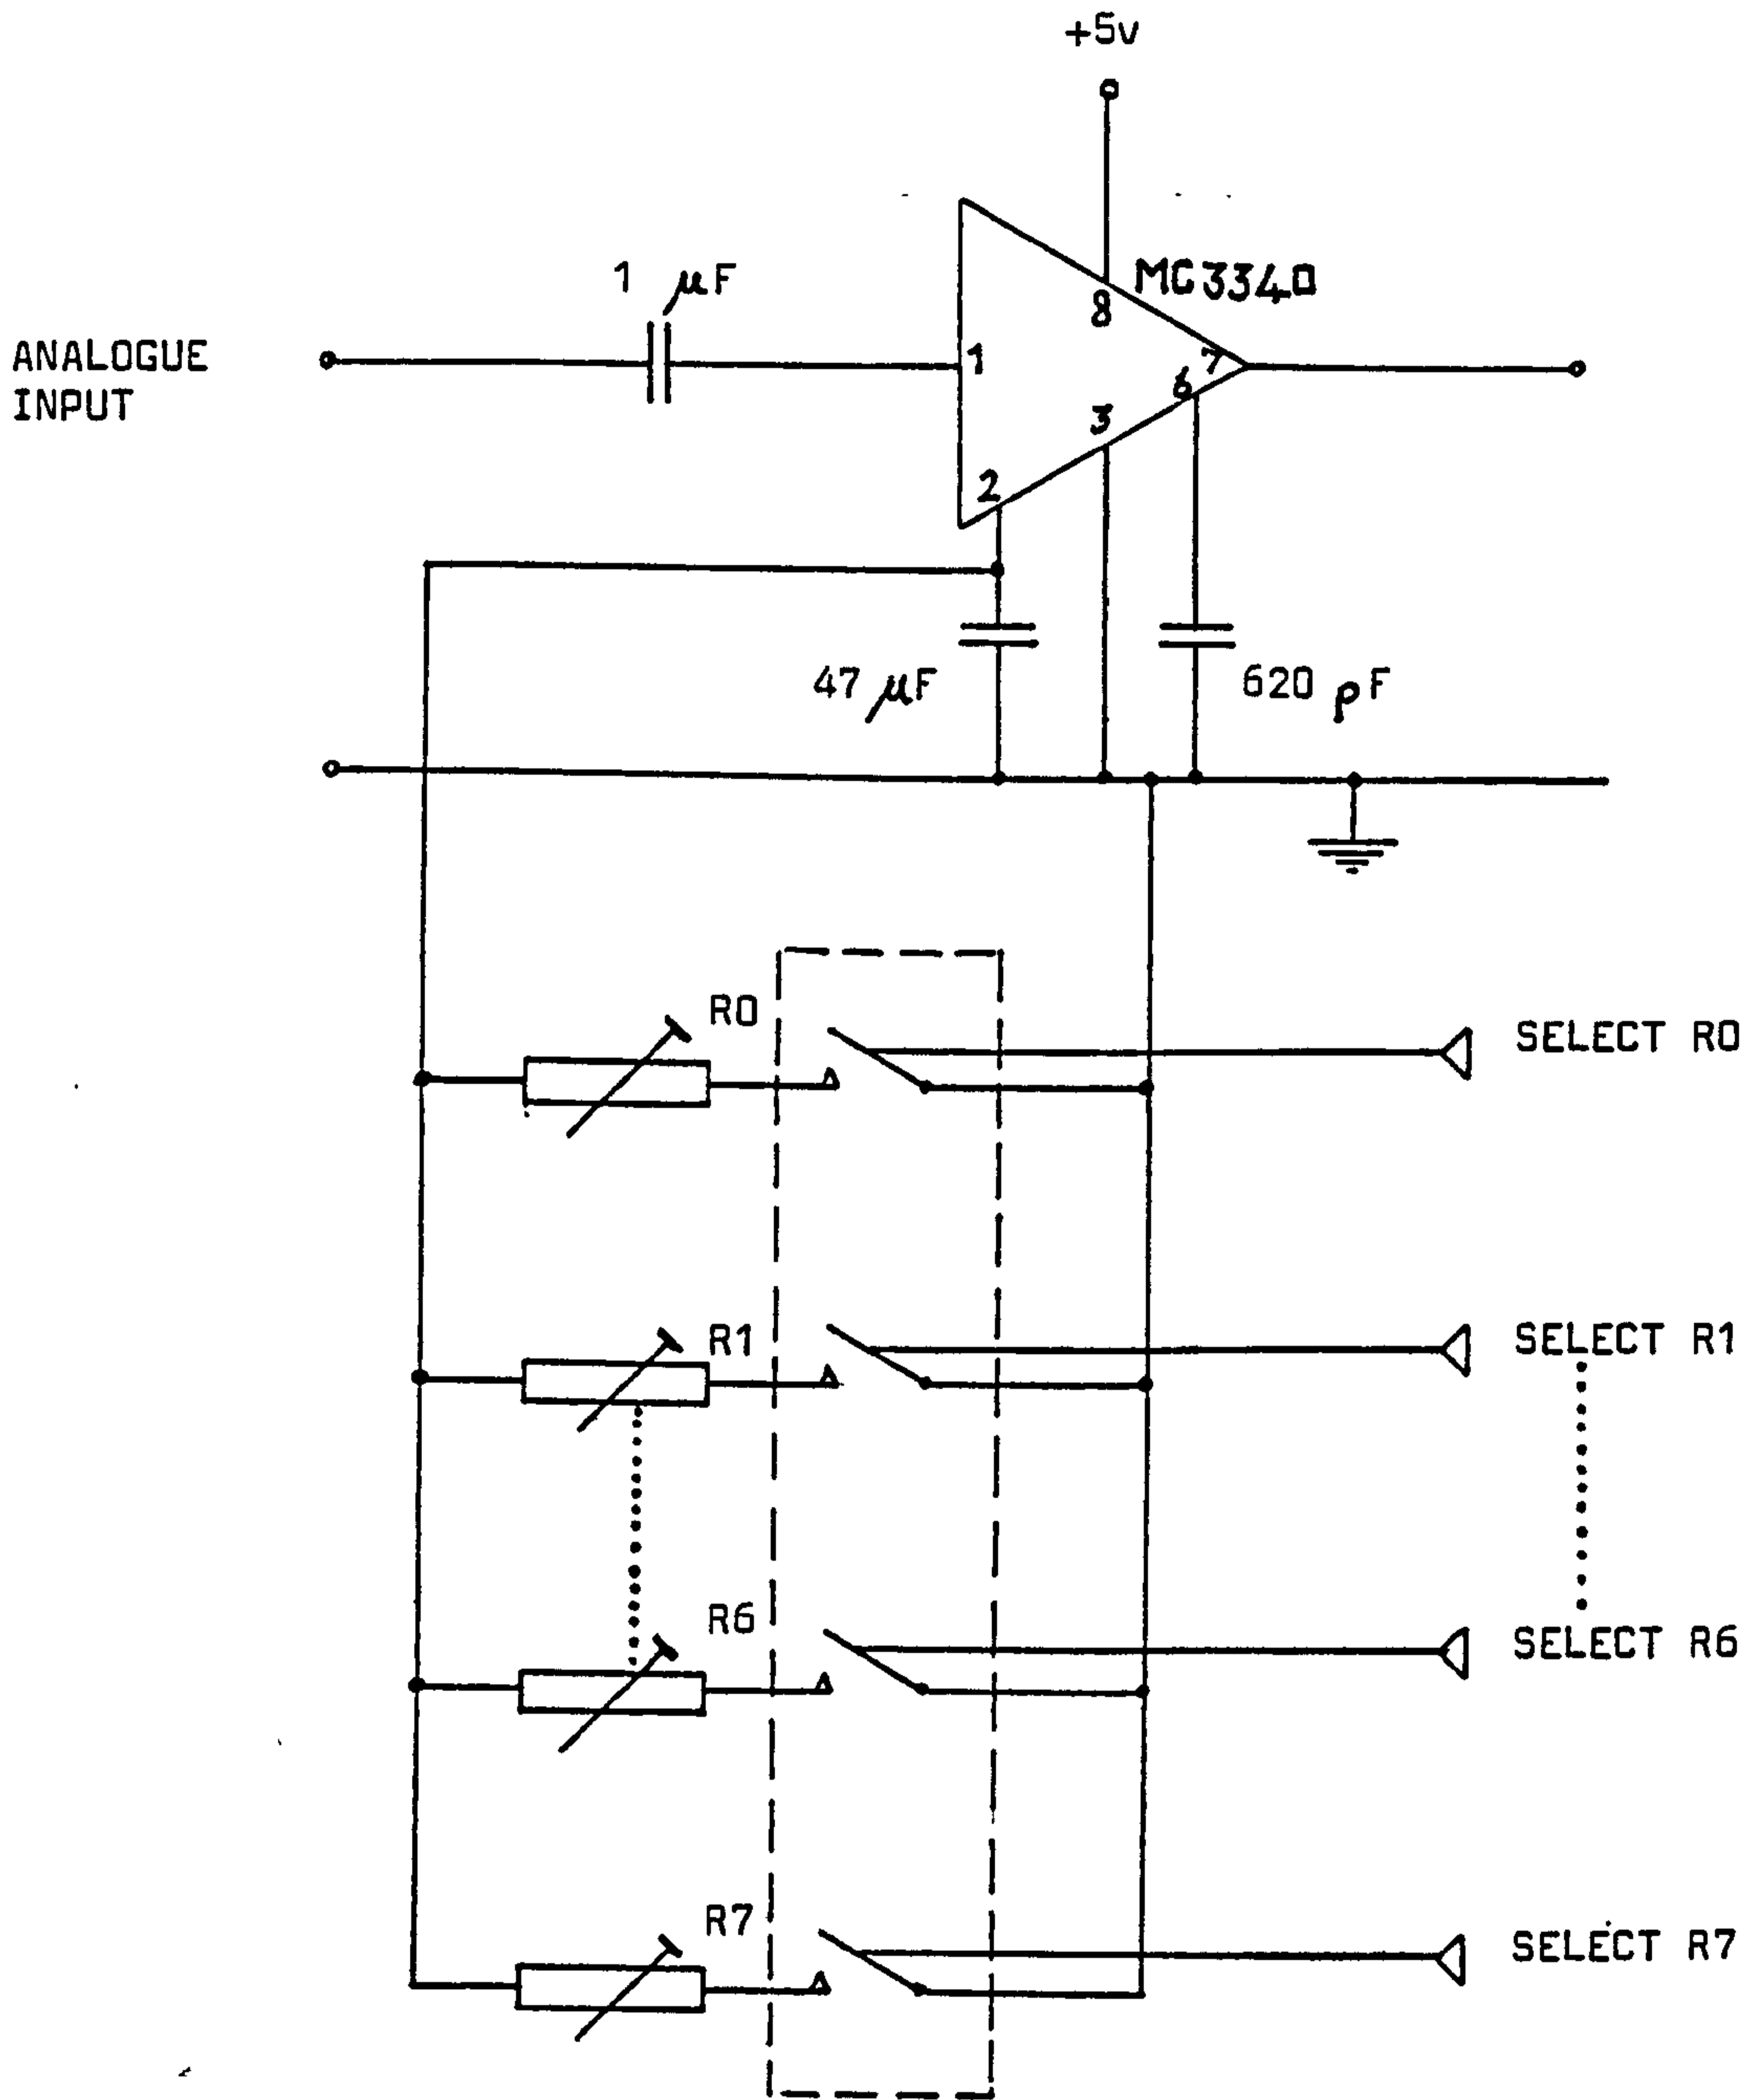 +5v
MC3340
8
1 µF
ANALOGUE
INPUT
1
7
6
3
2
47 µF
620 pF
R0
SELECT R0
R1
SELECT R1
R6
SELECT R6
R7
SELECT R7